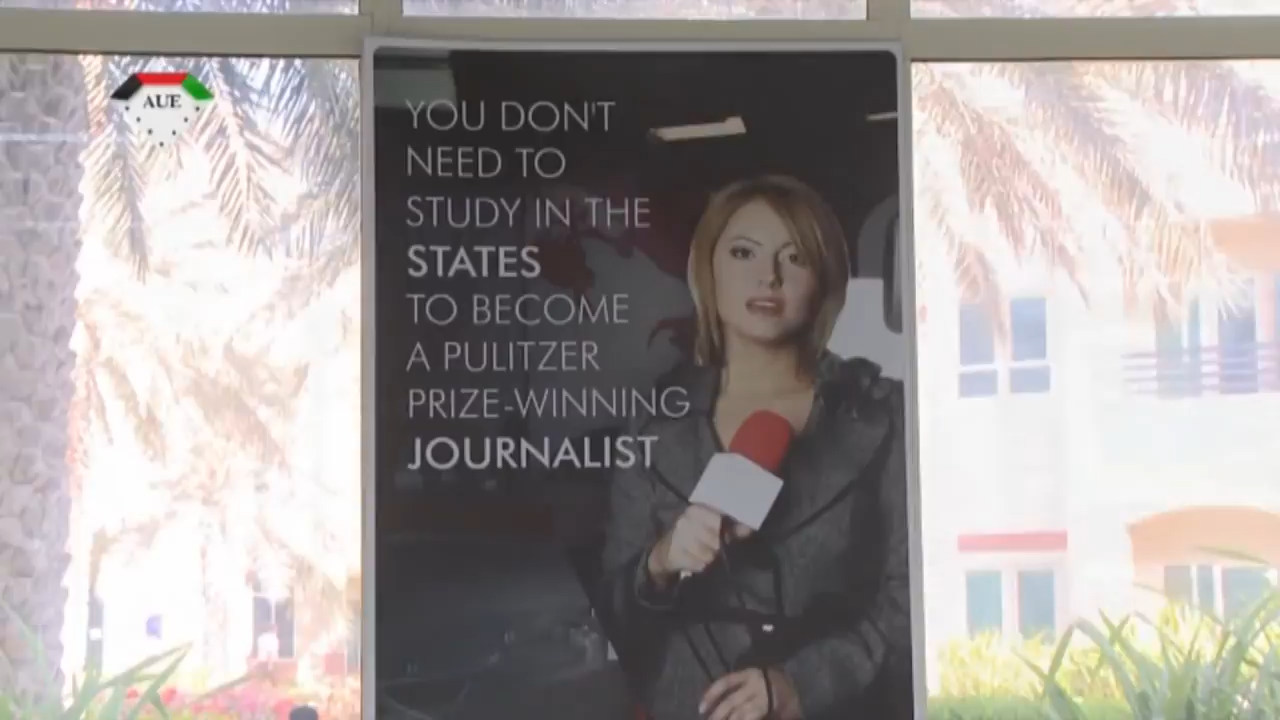 AUE
YOU DON'T
NEED TO
STUDY IN THE
STATES
TO BECOME
A PULITZER
PRIZE-WINNING
JOURNALIST